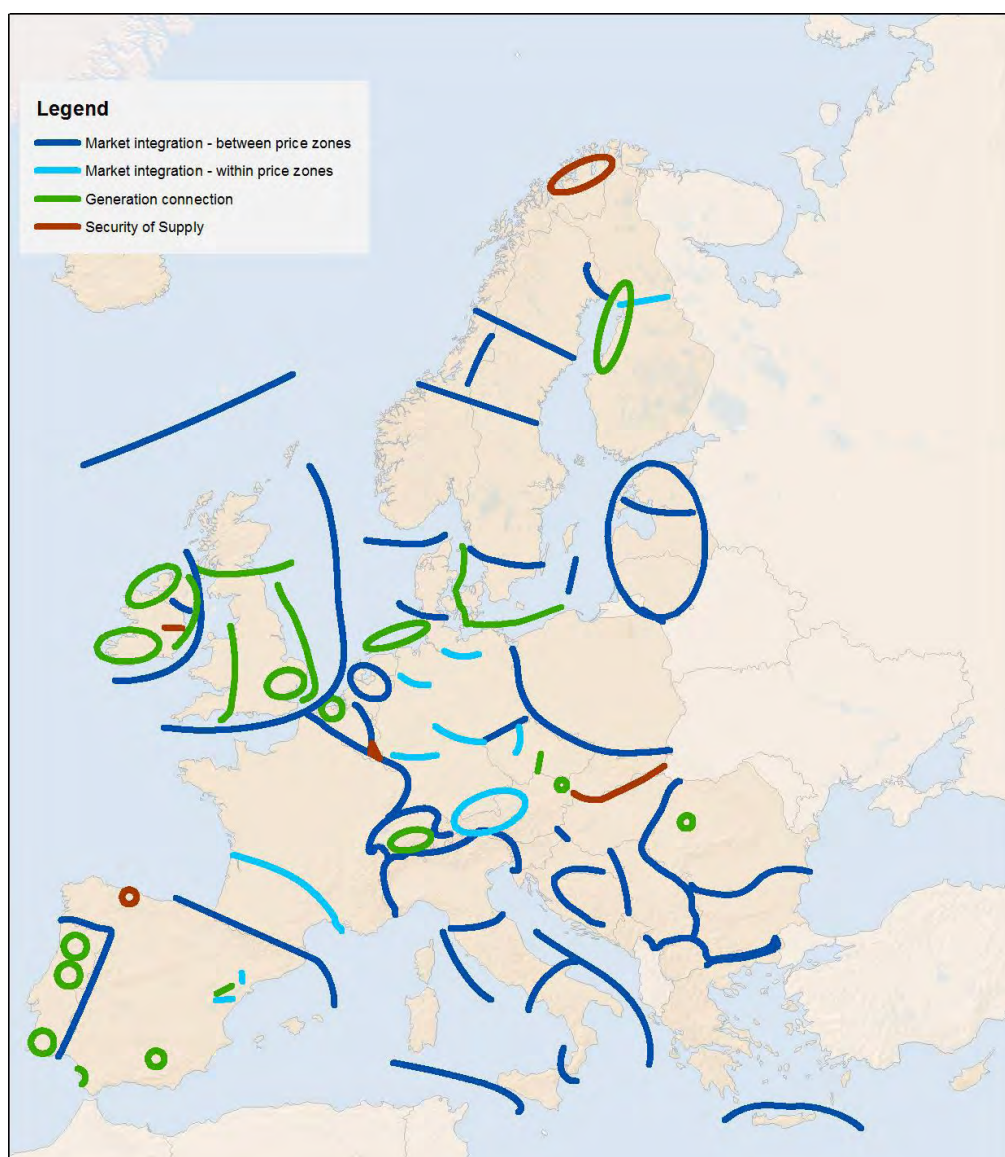 Legend
Market integration - between price zones
Market integration - within price zones
Generation connection
Security of Supply